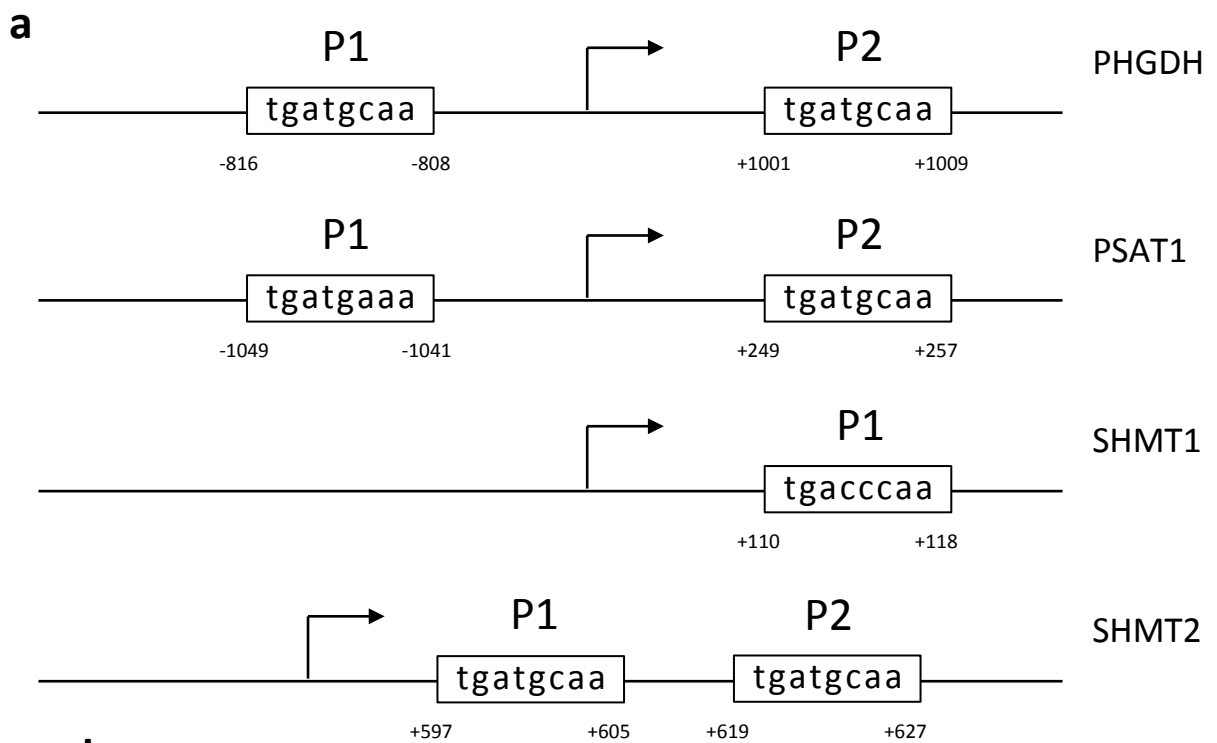 a
P1 P2 PHGDH
tgatgcaa tgatgcaa
-816 -808 +1001 +1009
P1 P2 PSAT1
tgatgaaa tgatgcaa
-1049 -1041 +249 +257
P1 SHMT1
tgacccaa
+110 +118
P1 P2 SHMT2
tgatgcaa tgatgcaa
+597 +605 +619 +627